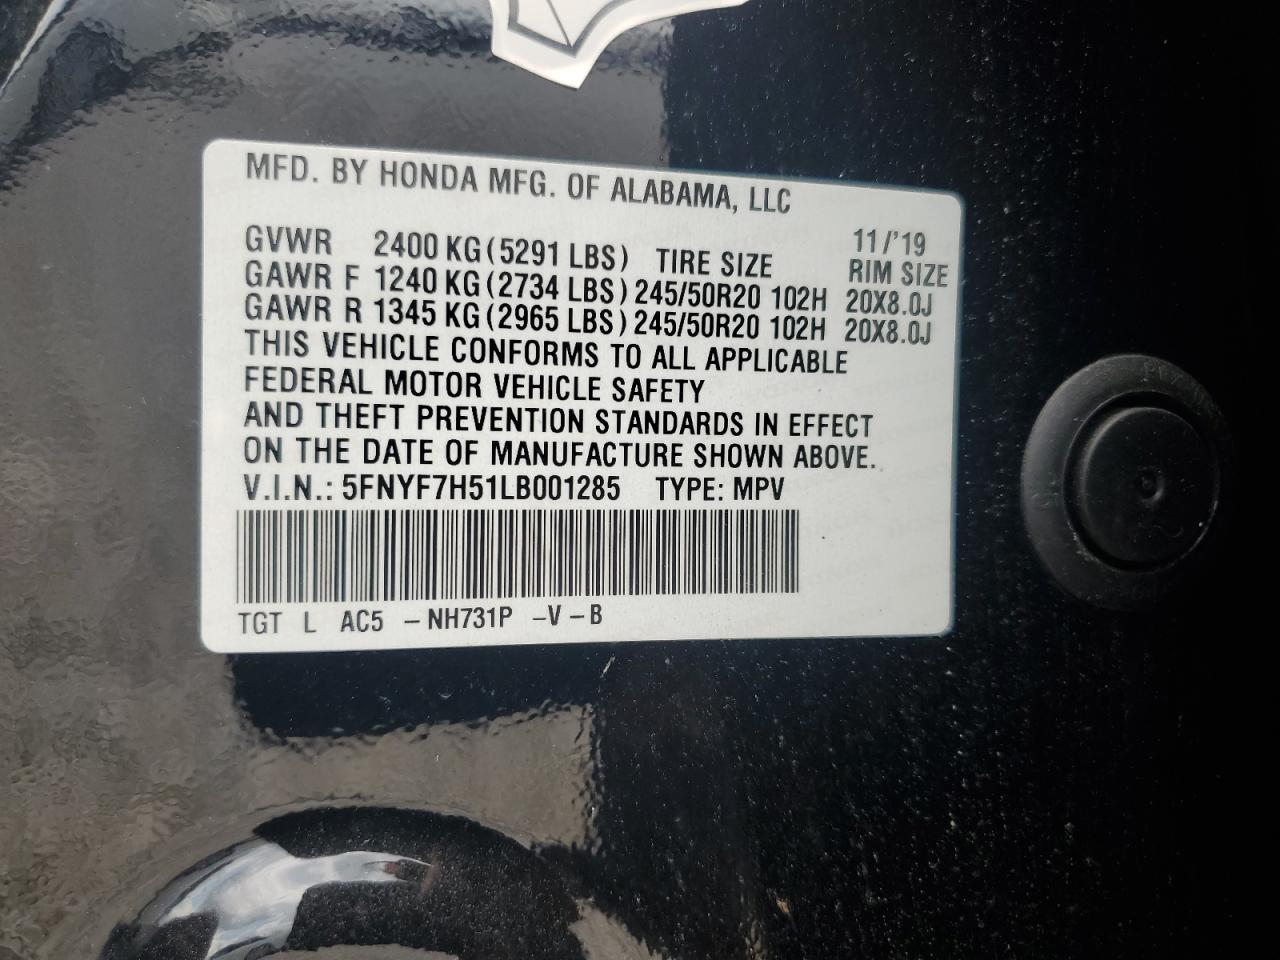 MFD. BY HONDA MFG. OF ALABAMA, LLC
11/'19
GVWR 2400 KG (5291 LBS) TIRE SIZE RIM SIZE
GAWR F 1240 KG (2734 LBS) 245/50R20 102H 20X8.0J
GAWR R 1345 KG (2965 LBS) 245/50R20 102H 20X8.0J
THIS VEHICLE CONFORMS TO ALL APPLICABLE
FEDERAL MOTOR VEHICLE SAFETY
AND THEFT PREVENTION STANDARDS IN EFFECT
ON THE DATE OF MANUFACTURE SHOWN ABOVE.
V.I.N.: 5FNYF7H51LB001285 TYPE: MPV
TGT L AC5 – NH731P –V – B